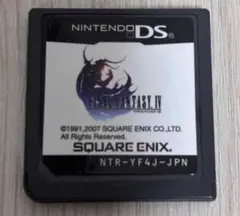 NINTENDO DS
FINAL FANTASY IV
©1991,2007 SQUARE ENIX CO.,LTD.
All Rights Reserved.
SQUARE ENIX.
NTR-YF4J-JPN